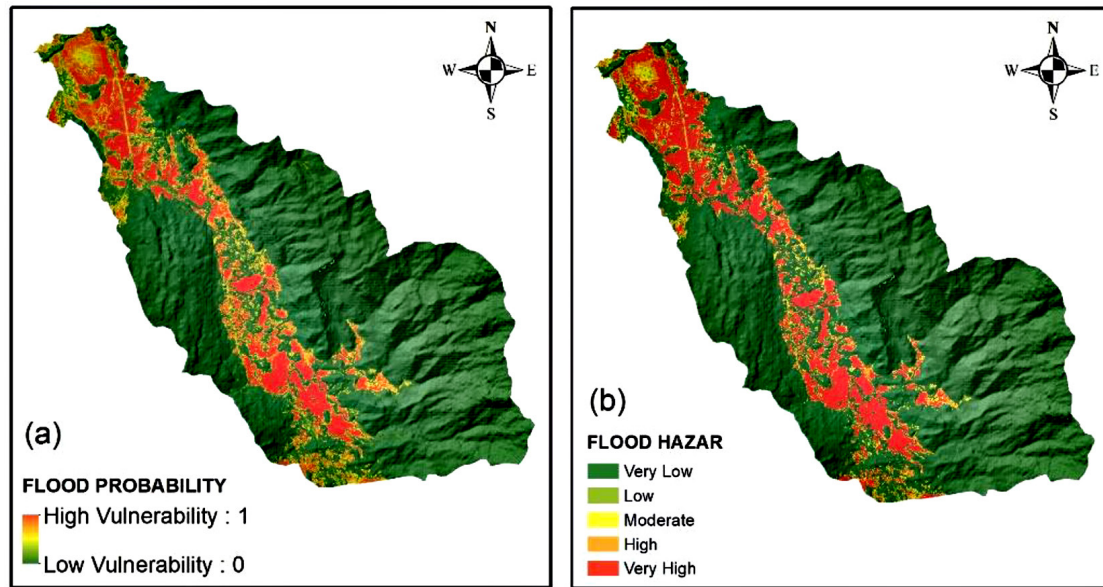 N
W E
S
(a)
FLOOD PROBABILITY
High Vulnerability : 1
Low Vulnerability : 0
N
W E
S
(b)
FLOOD HAZAR
Very Low
Low
Moderate
High
Very High